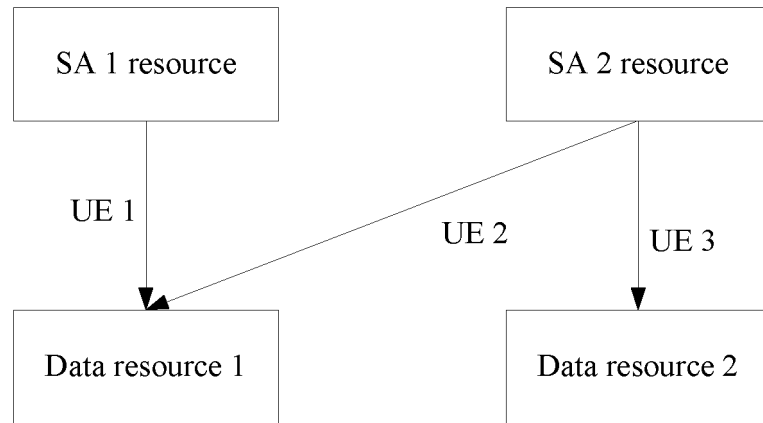 SA 1 resource
SA 2 resource
UE 1
UE 2
UE 3
Data resource 1
Data resource 2